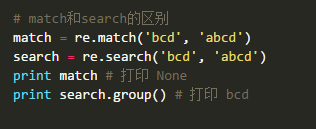 # match和search的区别
match = re.match('bcd', 'abcd')
search = re.search('bcd', 'abcd')
print match # 打印 None
print search.group() # 打印 bcd